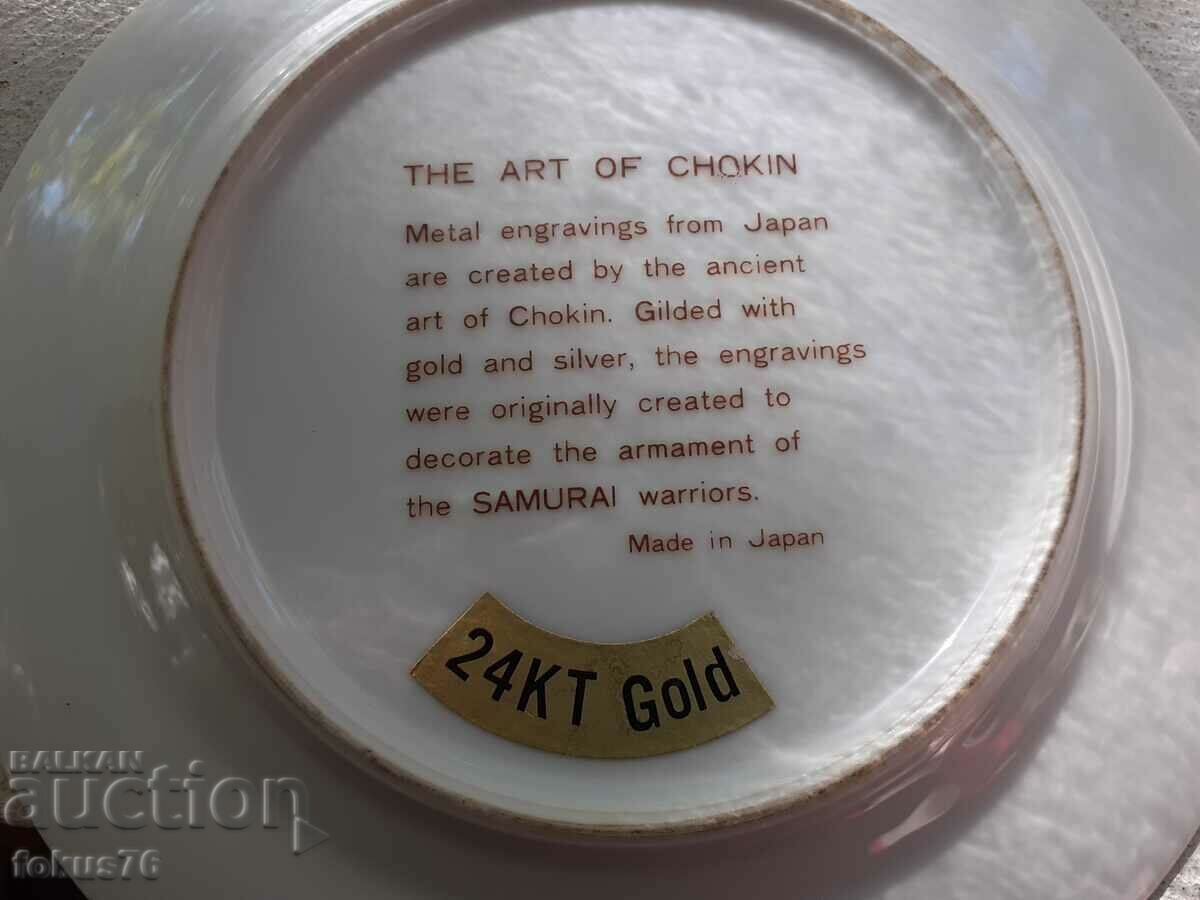 THE ART OF CHOKIN
Metal engravings from Japan
are created by the ancient
art of Chokin. Gilded with
gold and silver, the engravings
were originally created to
decorate the armament of
the SAMURAI warriors.
Made in Japan
24KT Gold
BALKAN
auction
fokus76